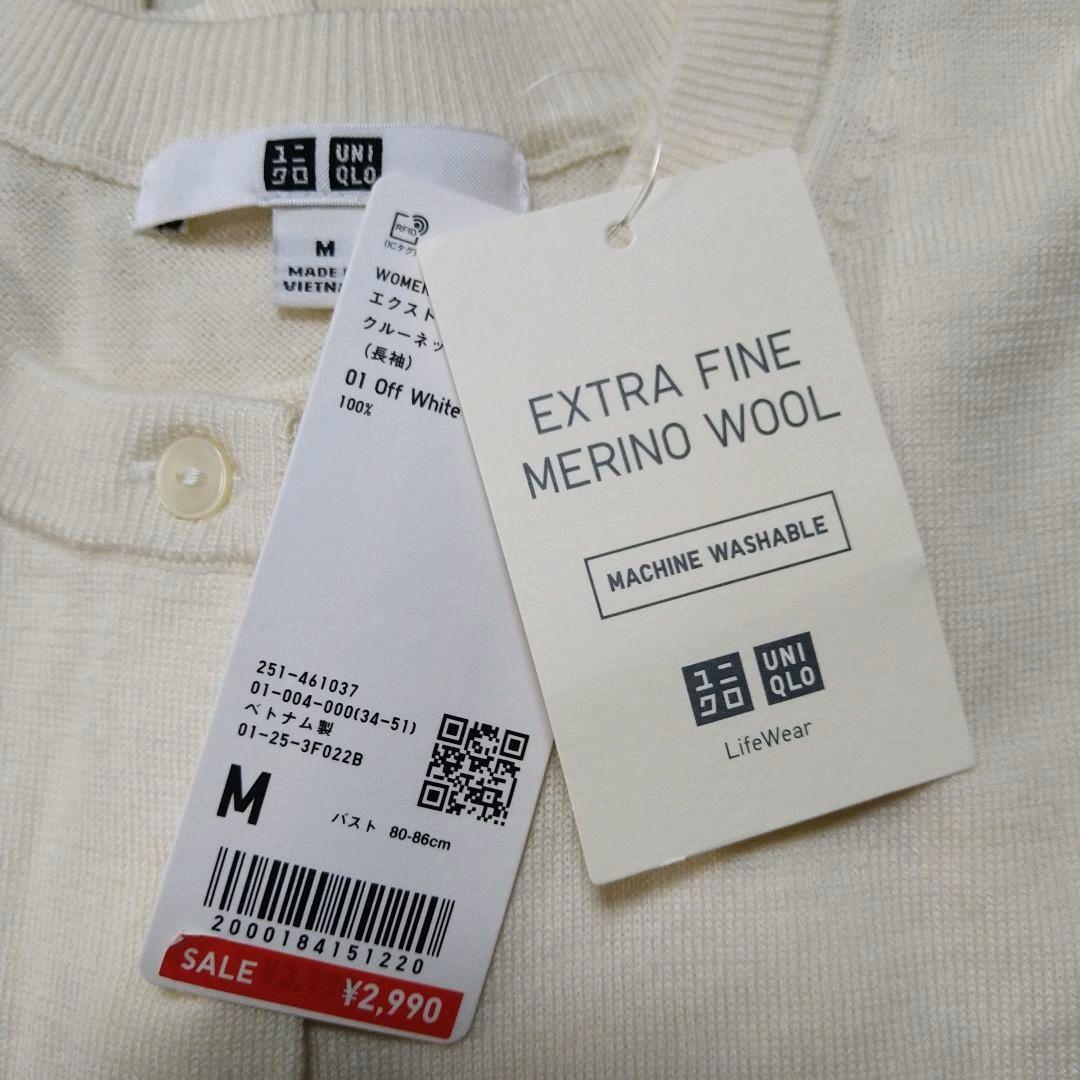 ユニ
クロ
UNI
QLO
M
MADE
VIETN
RFID
(ICタグ)
WOMEN
エクスト
クルーネッ
(長袖)
01 Off White
100%
251-461037
01-004-000(34-51)
ベトナム製
01-25-3F022B
M
バスト 80-86cm
2000184151220
SALE
¥2,990
EXTRA FINE
MERINO WOOL
MACHINE WASHABLE
ユニ
クロ
UNI
QLO
LifeWear